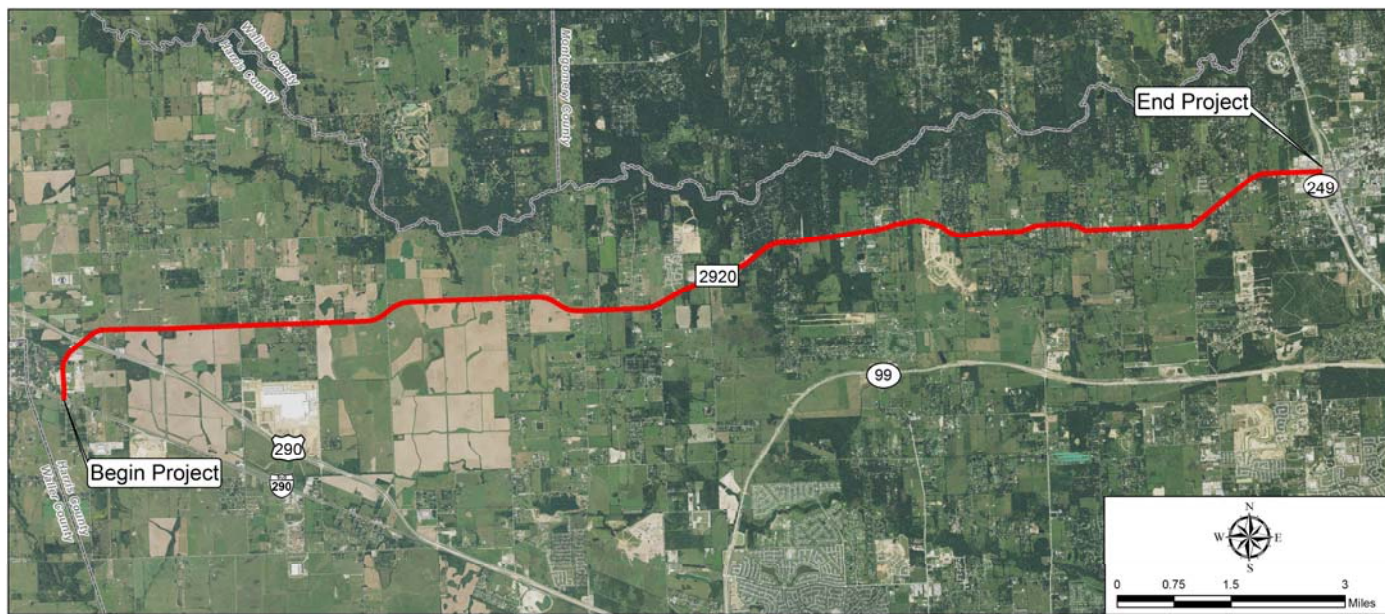 Waller County
Harris County
Montgomery County
End Project
249
2920
99
290
290
Begin Project
Harris County
Waller County
N
W E
S
0 0.75 1.5 3
Miles